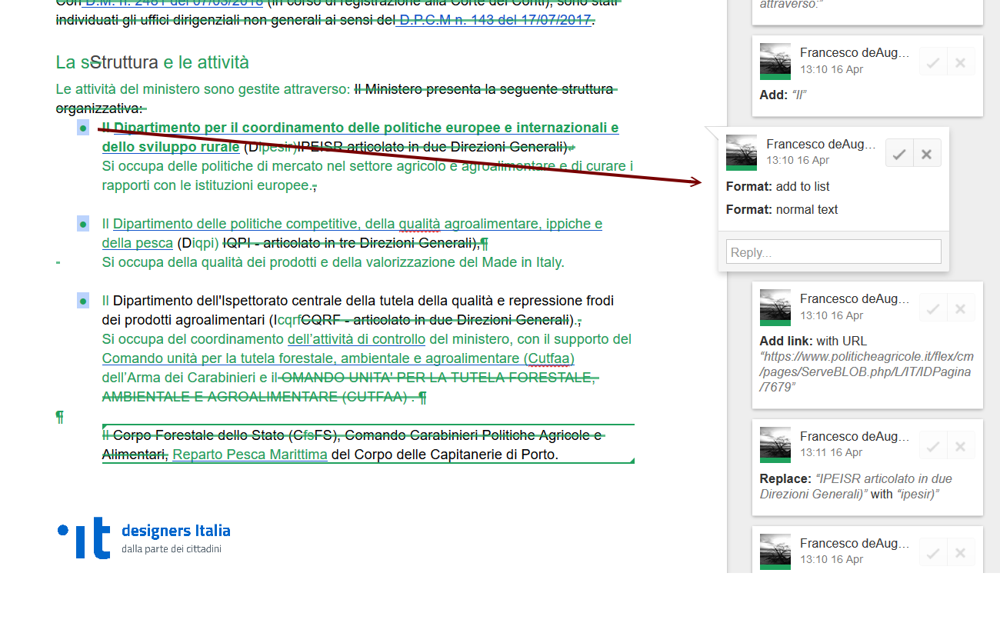 Con D.M. n. 2481 del 07/03/2018 (in corso di registrazione alla Corte dei Conti), sono stati
individuati gli uffici dirigenziali non generali ai sensi del D.P.C.M n. 143 del 17/07/2017.
La sStruttura e le attività
Le attività del ministero sono gestite attraverso: Il Ministero presenta la seguente struttura
organizzativa:
● Il Dipartimento per il coordinamento delle politiche europee e internazionali e
dello sviluppo rurale (Dipesir)IPEISR articolato in due Direzioni Generali).
Si occupa delle politiche di mercato nel settore agricolo e agroalimentare e di curare i
rapporti con le istituzioni europee.,
● Il Dipartimento delle politiche competitive, della qualità agroalimentare, ippiche e
della pesca (Diqpi) IQPI - articolato in tre Direzioni Generali),¶
- Si occupa della qualità dei prodotti e della valorizzazione del Made in Italy.
● Il Dipartimento dell'Ispettorato centrale della tutela della qualità e repressione frodi
dei prodotti agroalimentari (IcqrfCQRF - articolato in due Direzioni Generali).,
Si occupa del coordinamento dell'attività di controllo del ministero, con il supporto del
Comando unità per la tutela forestale, ambientale e agroalimentare (Cutfaa)
dell'Arma dei Carabinieri e il OMANDO UNITA' PER LA TUTELA FORESTALE,
AMBIENTALE E AGROALIMENTARE (CUTFAA) . ¶
¶
Il Corpo Forestale dello Stato (CfsFS), Comando Carabinieri Politiche Agricole e
Alimentari, Reparto Pesca Marittima del Corpo delle Capitanerie di Porto.
it designers Italia
dalla parte dei cittadini
attraverso:”
Francesco deAug…
13:10 16 Apr
Add: “Il”
Francesco deAug…
13:10 16 Apr
Format: add to list
Format: normal text
Reply...
Francesco deAug…
13:10 16 Apr
Add link: with URL
“https://www.politicheagricole.it/flex/cm
/pages/ServeBLOB.php/L/IT/IDPagina
/7679”
Francesco deAug…
13:11 16 Apr
Replace: “IPEISR articolato in due
Direzioni Generali)” with “ipesir)”
Francesco deAug…
13:10 16 Apr